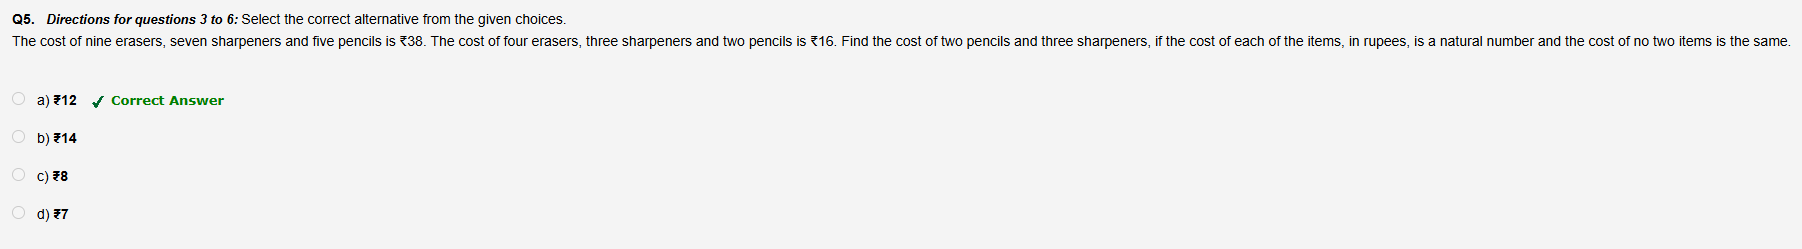 Q5. Directions for questions 3 to 6: Select the correct alternative from the given choices.
The cost of nine erasers, seven sharpeners and five pencils is ₹38. The cost of four erasers, three sharpeners and two pencils is ₹16. Find the cost of two pencils and three sharpeners, if the cost of each of the items, in rupees, is a natural number and the cost of no two items is the same.
a) ₹12 ✓ Correct Answer
b) ₹14
c) ₹8
d) ₹7